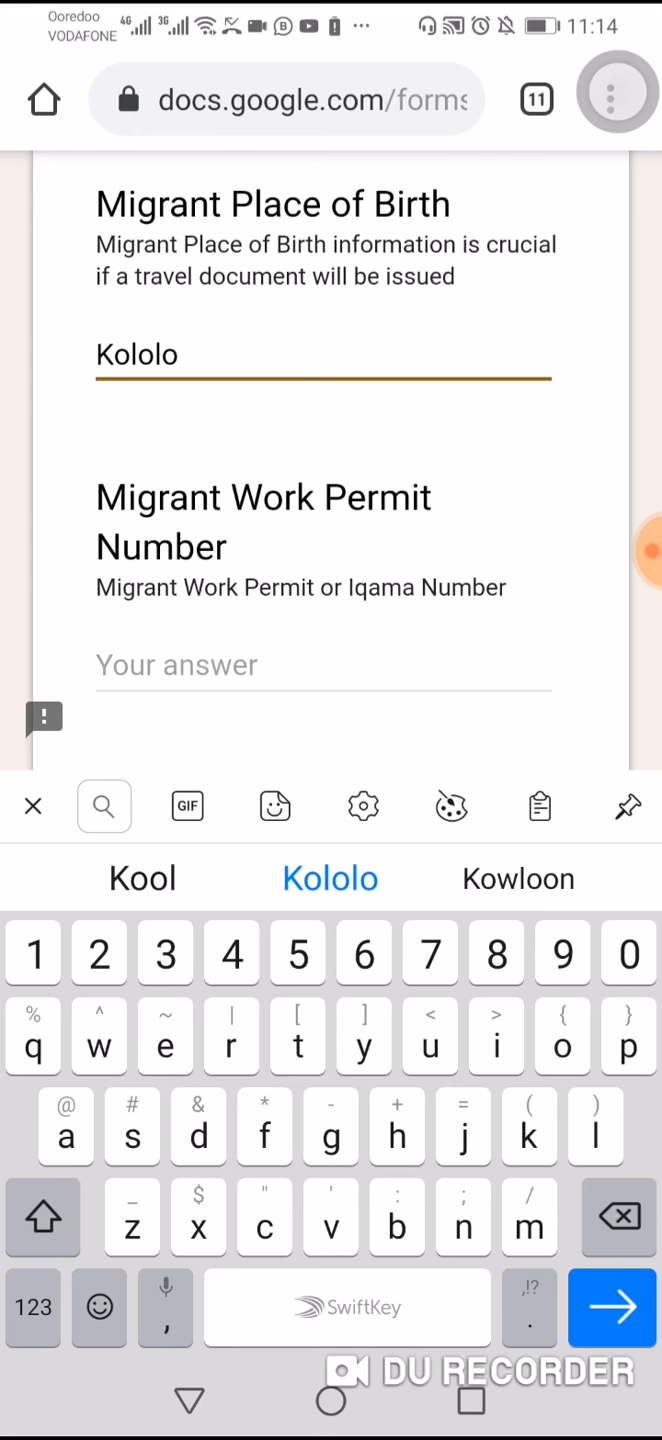 Ooredoo
VODAFONE
4G 3G B ... 11:14
docs.google.com/forms
11
Migrant Place of Birth
Migrant Place of Birth information is crucial
if a travel document will be issued
Kololo
Migrant Work Permit
Number
Migrant Work Permit or Iqama Number
Your answer
!
GIF
Kool Kololo Kowloon
1 2 3 4 5 6 7 8 9 0
% ^ ~ | [ ] < > { }
q w e r t y u i o p
@ # & * - + = ( )
a s d f g h j k l
_ $ " ' : ; /
z x c v b n m
123 , SwiftKey ,!? .
DU RECORDER